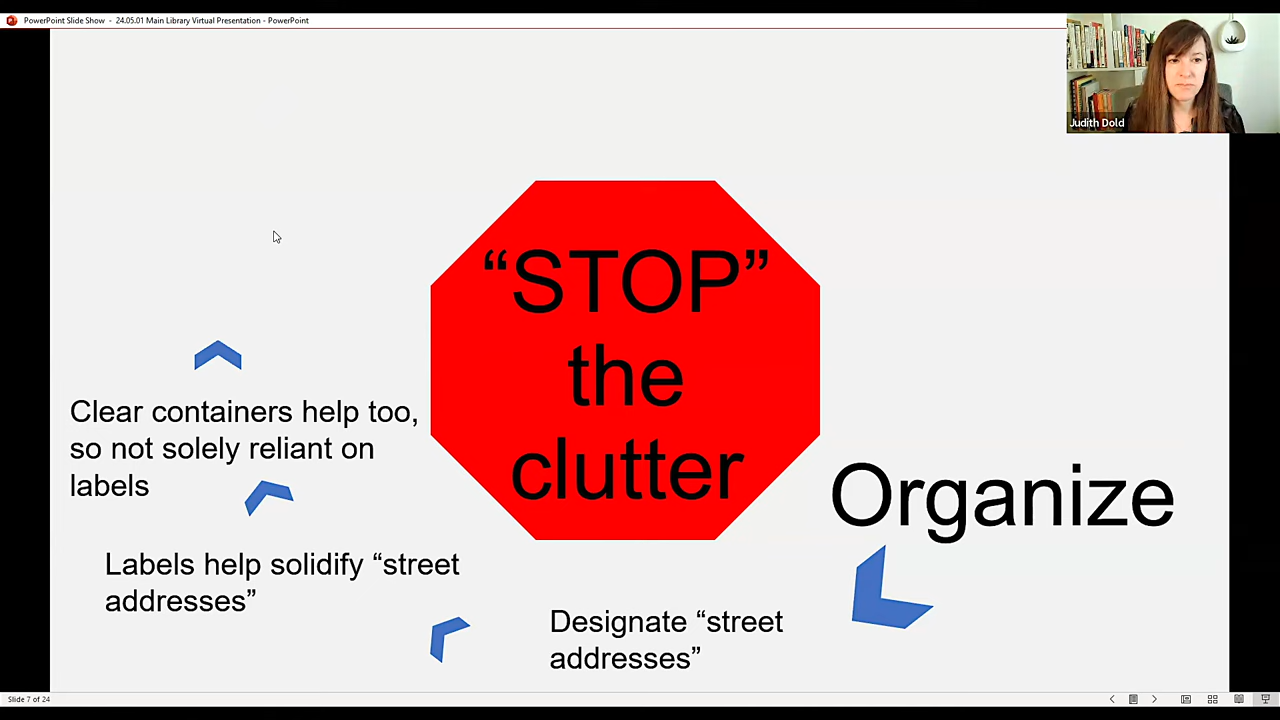 PowerPoint Slide Show - 24.05.01 Main Library Virtual Presentation - PowerPoint
Judith Dold
“STOP”
the
clutter
Organize
Designate “street
addresses”
Labels help solidify “street
addresses”
Clear containers help too,
so not solely reliant on
labels
Slide 7 of 24